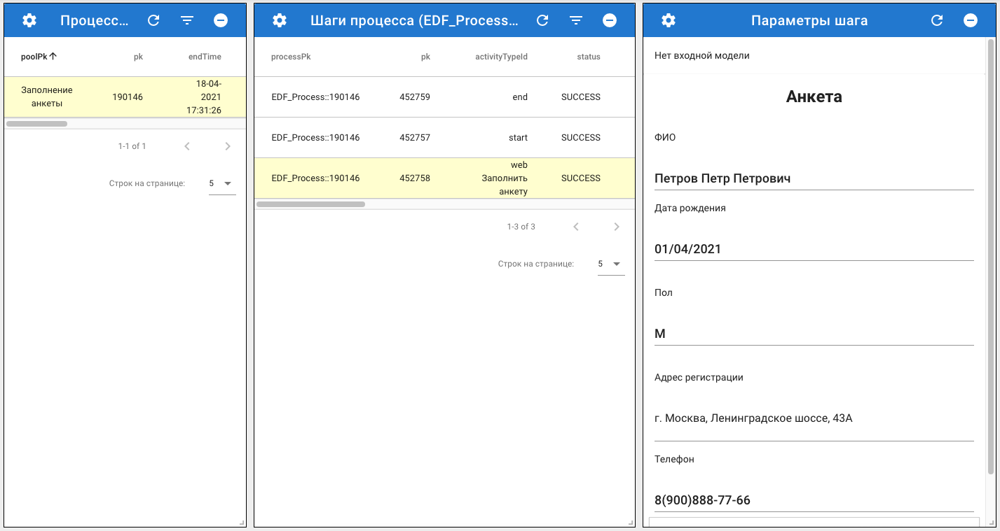 Процесс...
poolPk
pk
endTime
Заполнение
анкеты
190146
18-04-
2021
17:31:26
1-1 of 1
Строк на странице:
5
Шаги процесса (EDF_Process...
processPk
pk
activityTypeId
status
EDF_Process::190146
452759
end
SUCCESS
EDF_Process::190146
452757
start
SUCCESS
EDF_Process::190146
452758
web
Заполнить
анкету
SUCCESS
1-3 of 3
Строк на странице:
5
Параметры шага
Нет входной модели
Анкета
ФИО
Петров Петр Петрович
Дата рождения
01/04/2021
Пол
М
Адрес регистрации
г. Москва, Ленинградское шоссе, 43А
Телефон
8(900)888-77-66